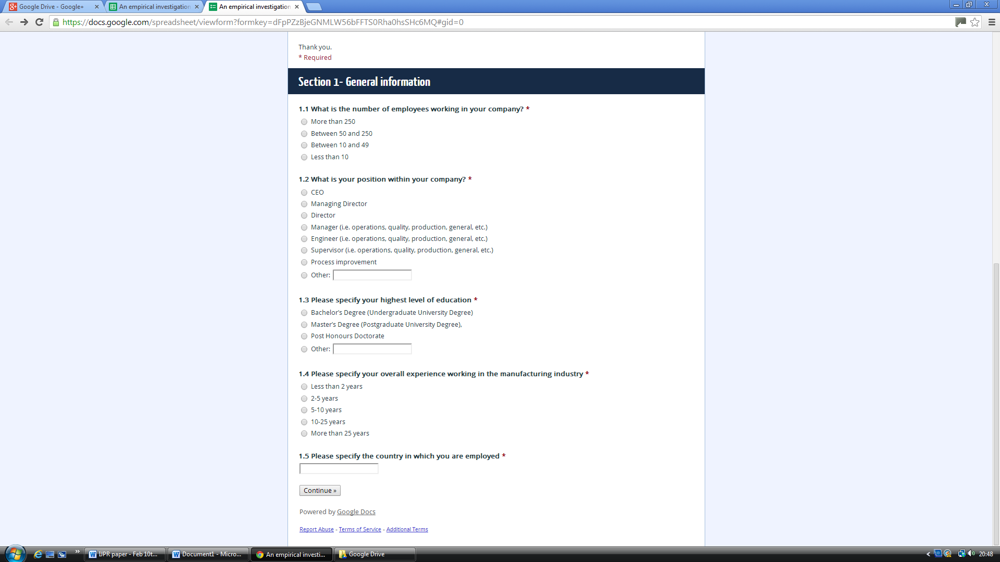 Google Drive - Google+
An empirical investigation
An empirical investigation
https://docs.google.com/spreadsheet/viewform?formkey=dFpPZzBjeGNMLW56bFFTS0Rha0hsSHc6MQ#gid=0
Thank you.
* Required
Section 1- General information
1.1 What is the number of employees working in your company? *
More than 250
Between 50 and 250
Between 10 and 49
Less than 10
1.2 What is your position within your company? *
CEO
Managing Director
Director
Manager (i.e. operations, quality, production, general, etc.)
Engineer (i.e. operations, quality, production, general, etc.)
Supervisor (i.e. operations, quality, production, general, etc.)
Process improvement
Other:
1.3 Please specify your highest level of education *
Bachelor's Degree (Undergraduate University Degree)
Master's Degree (Postgraduate University Degree),
Post Honours Doctorate
Other:
1.4 Please specify your overall experience working in the manufacturing industry *
Less than 2 years
2-5 years
5-10 years
10-25 years
More than 25 years
1.5 Please specify the country in which you are employed *
Continue »
Powered by Google Docs
Report Abuse - Terms of Service - Additional Terms
IJPR paper - Feb 10t... Document1 - Micro... An empirical investi... Google Drive 20:48